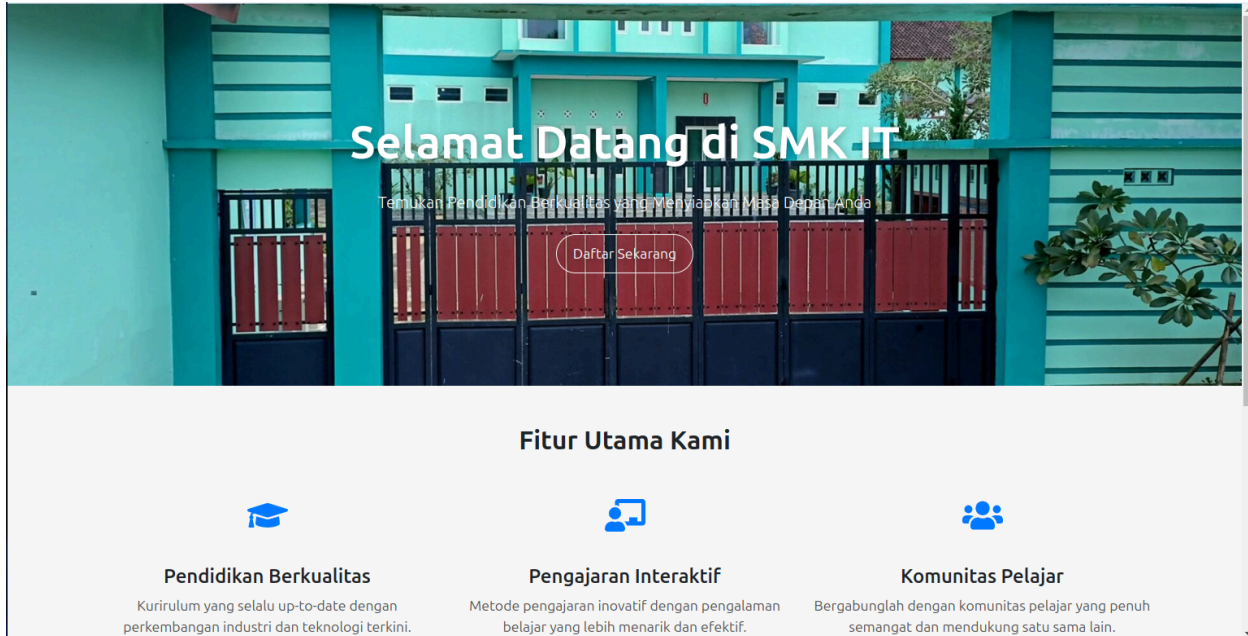 Selamat Datang di SMK IT
Temukan Pendidikan Berkualitas yang Menyiapkan Masa Depan Anda
Daftar Sekarang
Fitur Utama Kami
Pendidikan Berkualitas
Kurirulum yang selalu up-to-date dengan
perkembangan industri dan teknologi terkini.
Pengajaran Interaktif
Metode pengajaran inovatif dengan pengalaman
belajar yang lebih menarik dan efektif.
Komunitas Pelajar
Bergabunglah dengan komunitas pelajar yang penuh
semangat dan mendukung satu sama lain.